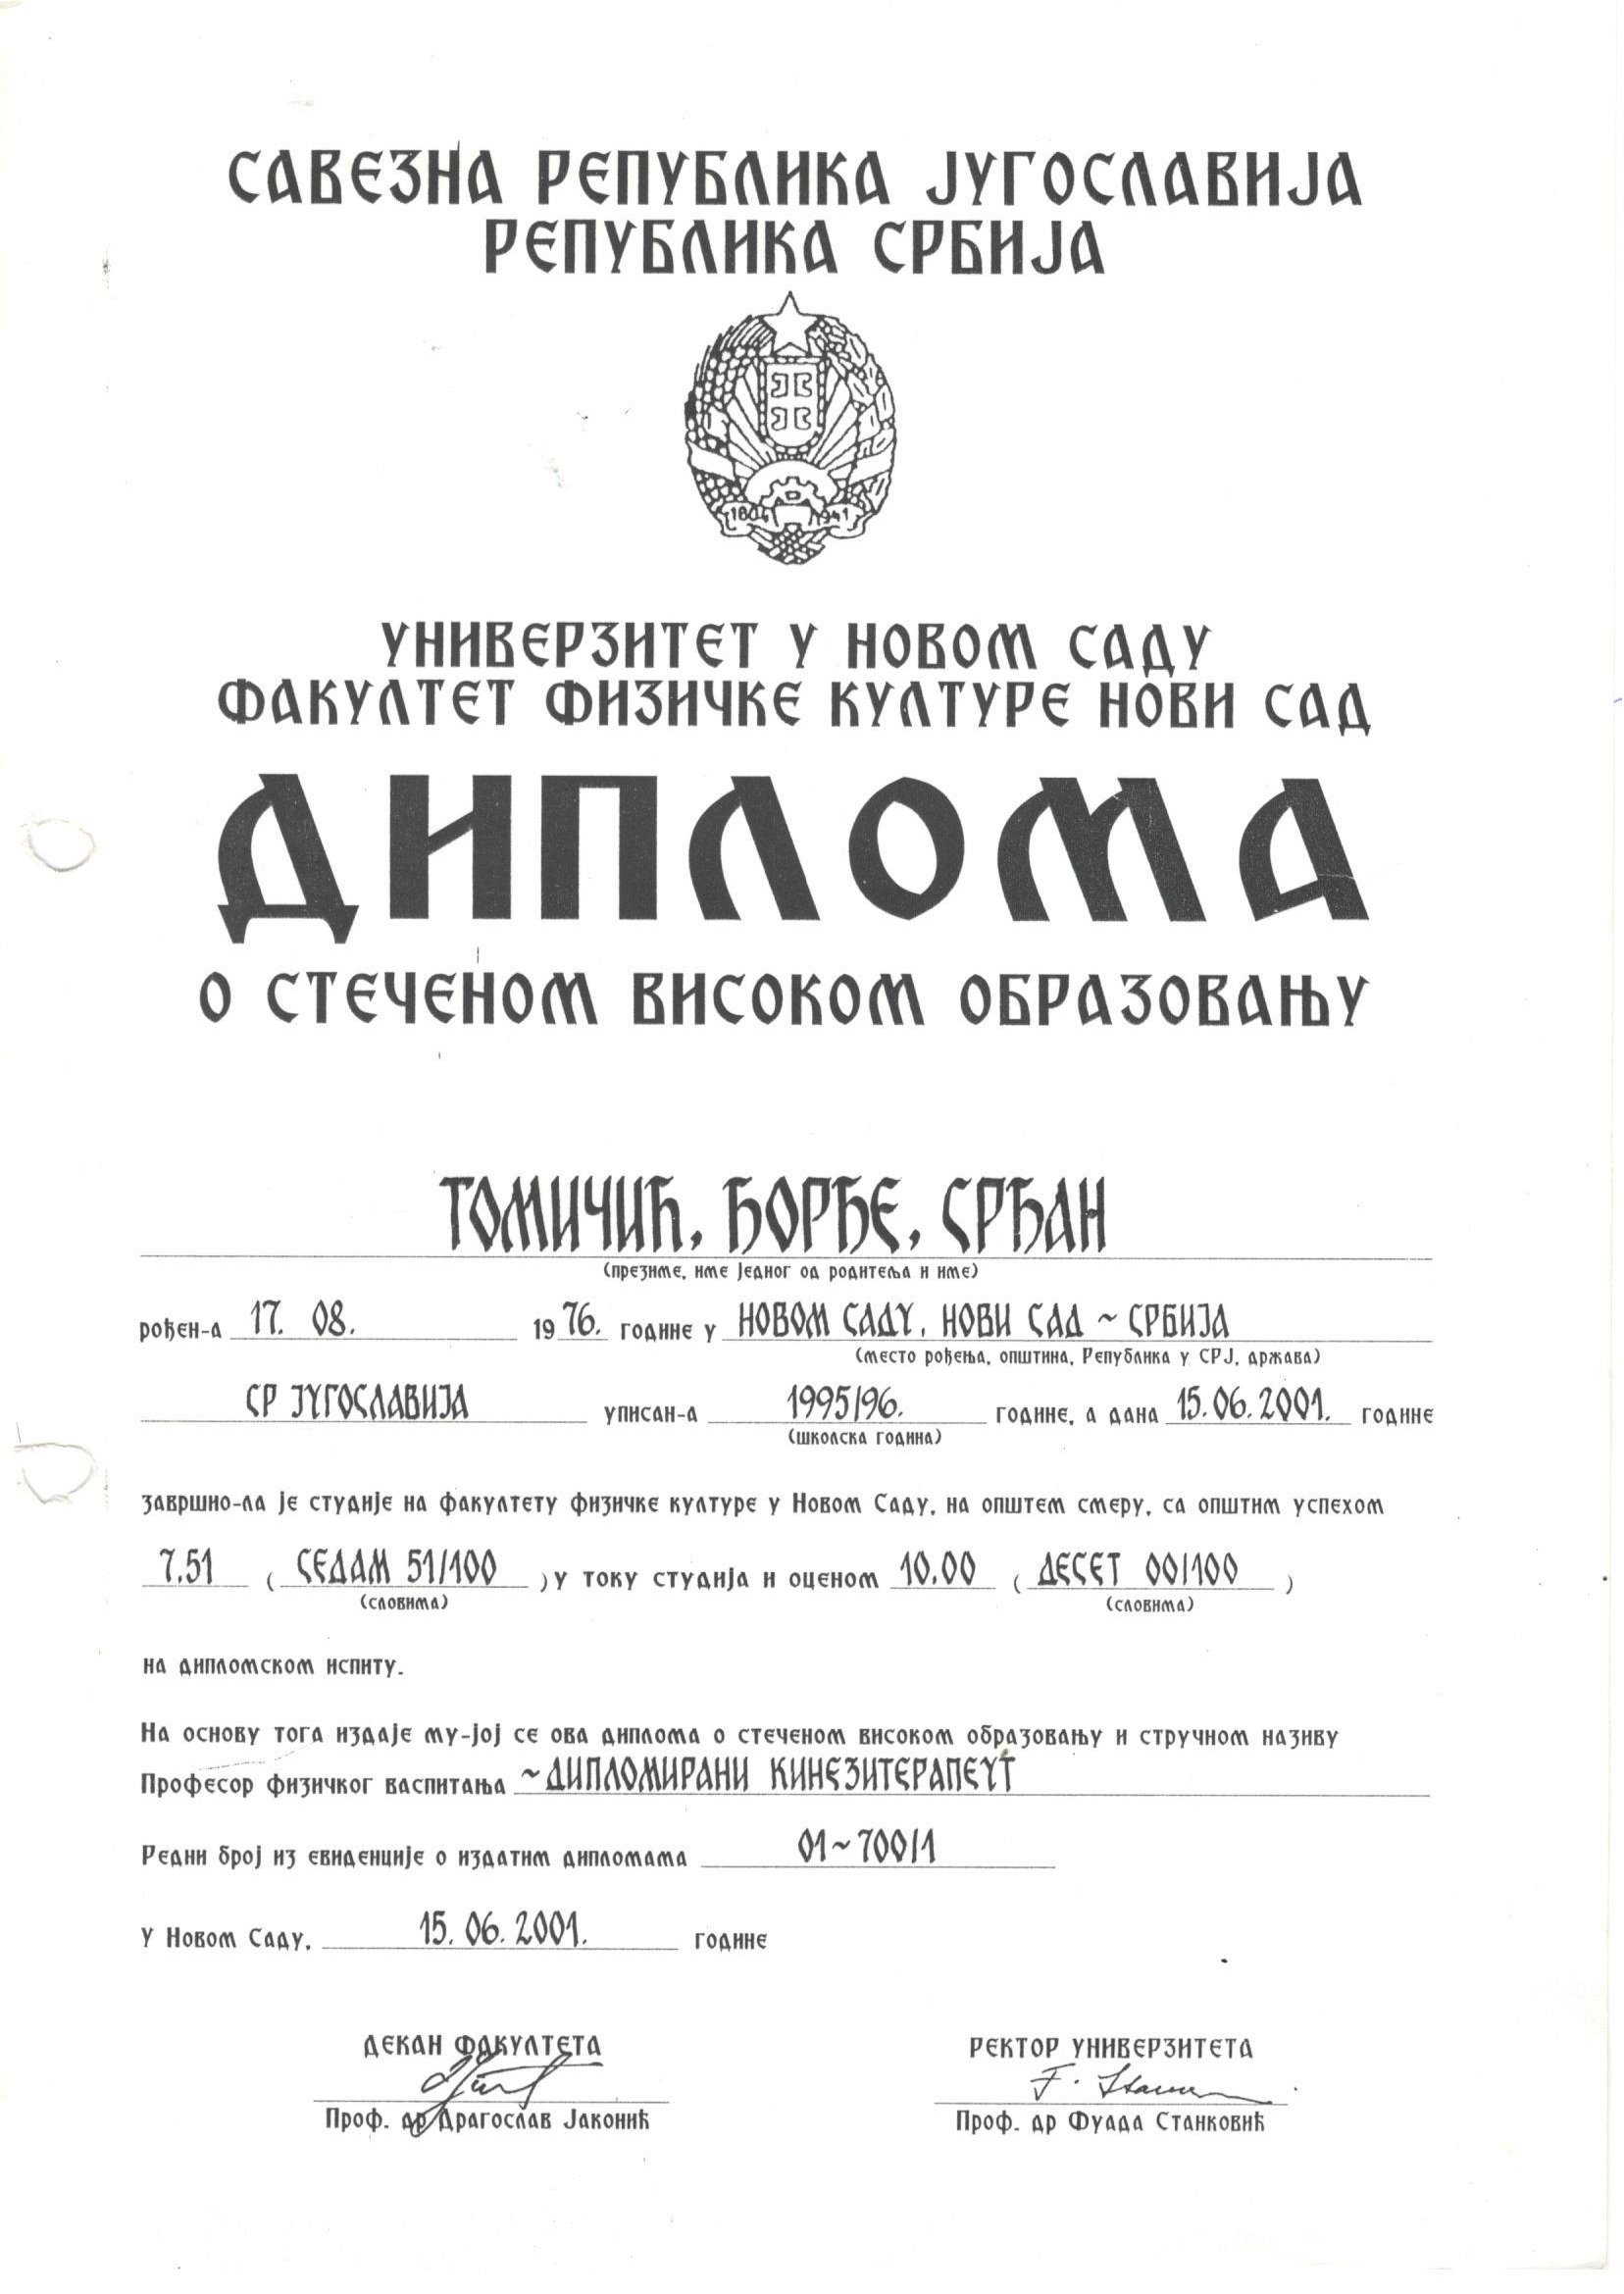 САВЕЗНА РЕПУБЛИКА ЈУГОСЛАВИЈА
РЕПУБЛИКА СРБИЈА
1804 1941
УНИВЕРЗИТЕТ У НОВОМ САДУ
ФАКУЛТЕТ ФИЗИЧКЕ КУЛТУРЕ НОВИ САД
ДИПЛОМА
О СТЕЧЕНОМ ВИСОКОМ ОБРАЗОВАЊУ
ТОМИЧИЋ, ЂОРЂЕ, СРЂАН
(презиме, име једног од родитеља и име)
рођен-а 17. 08. 1976. године у НОВОМ САДУ, НОВИ САД ~ СРБИЈА
(место рођења, општина, Република у СРЈ, држава)
СР ЈУГОСЛАВИЈА уписан-а 1995/96. године, а дана 15.06.2001. године
(школска година)
завршио-ла је студије на факултету физичке културе у Новом Саду, на општем смеру, са општим успехом
7.51 ( СЕДАМ 51/100 ) у току студија и оценом 10.00 ( ДЕСЕТ 00/100 )
(словима) (словима)
на дипломском испиту.
На основу тога издаје му-јој се ова диплома о стеченом високом образовању и стручном називу
Професор физичког васпитања ~ДИПЛОМИРАНИ КИНЕЗИТЕРАПЕУТ
Редни број из евиденције о издатим дипломама 01~700/1
У Новом Саду, 15. 06. 2001. године
ДЕКАН ФАКУЛТЕТА РЕКТОР УНИВЕРЗИТЕТА
Проф. др Драгослав Јаконић Проф. др Фуада Станковић